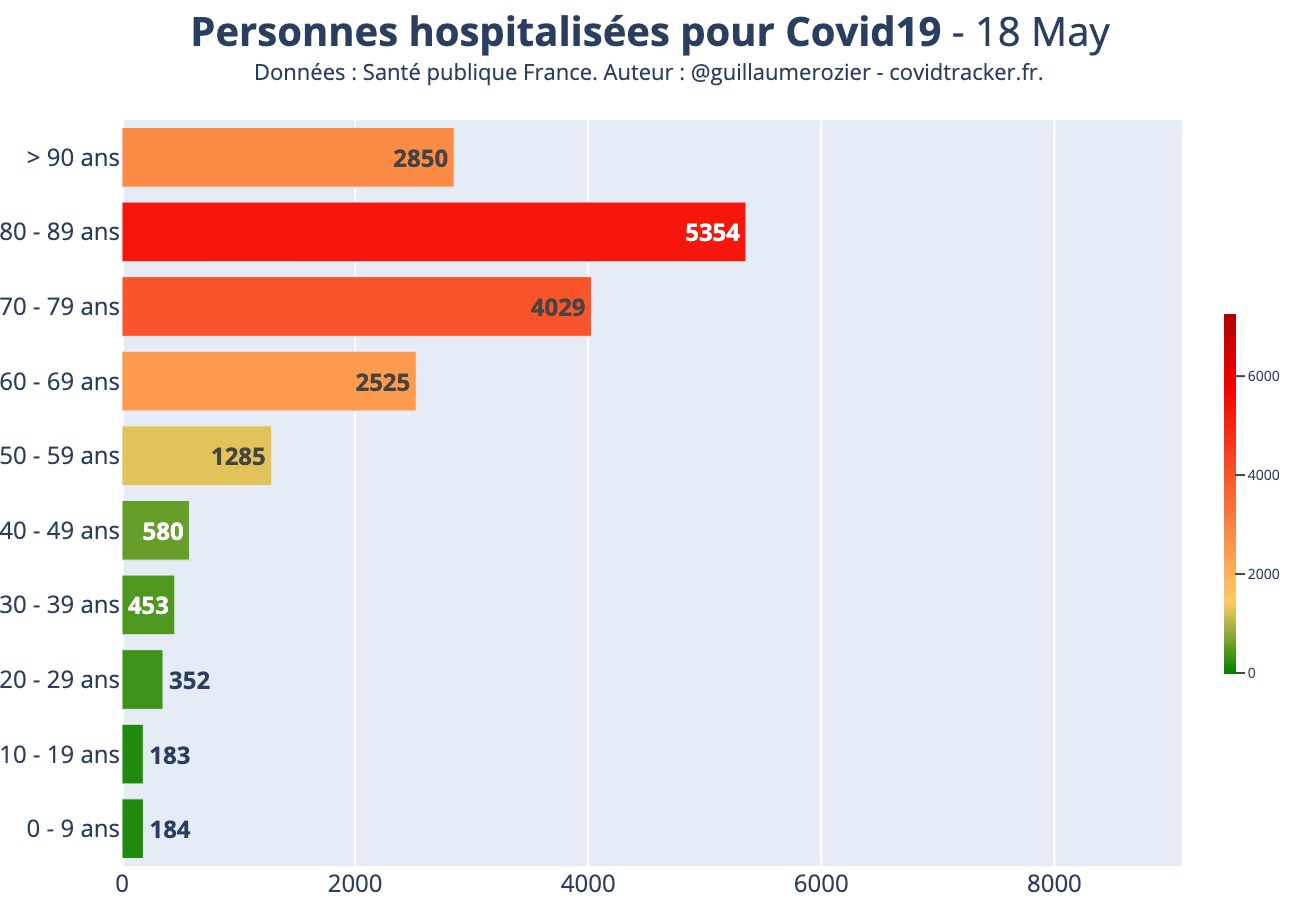 Personnes hospitalisées pour Covid19 - 18 May
Données : Santé publique France. Auteur : @guillaumerozier - covidtracker.fr.
> 90 ans 2850
80 - 89 ans 5354
70 - 79 ans 4029
60 - 69 ans 2525
50 - 59 ans 1285
40 - 49 ans 580
30 - 39 ans 453
20 - 29 ans 352
10 - 19 ans 183
0 - 9 ans 184
0 2000 4000 6000 8000
6000
4000
2000
0